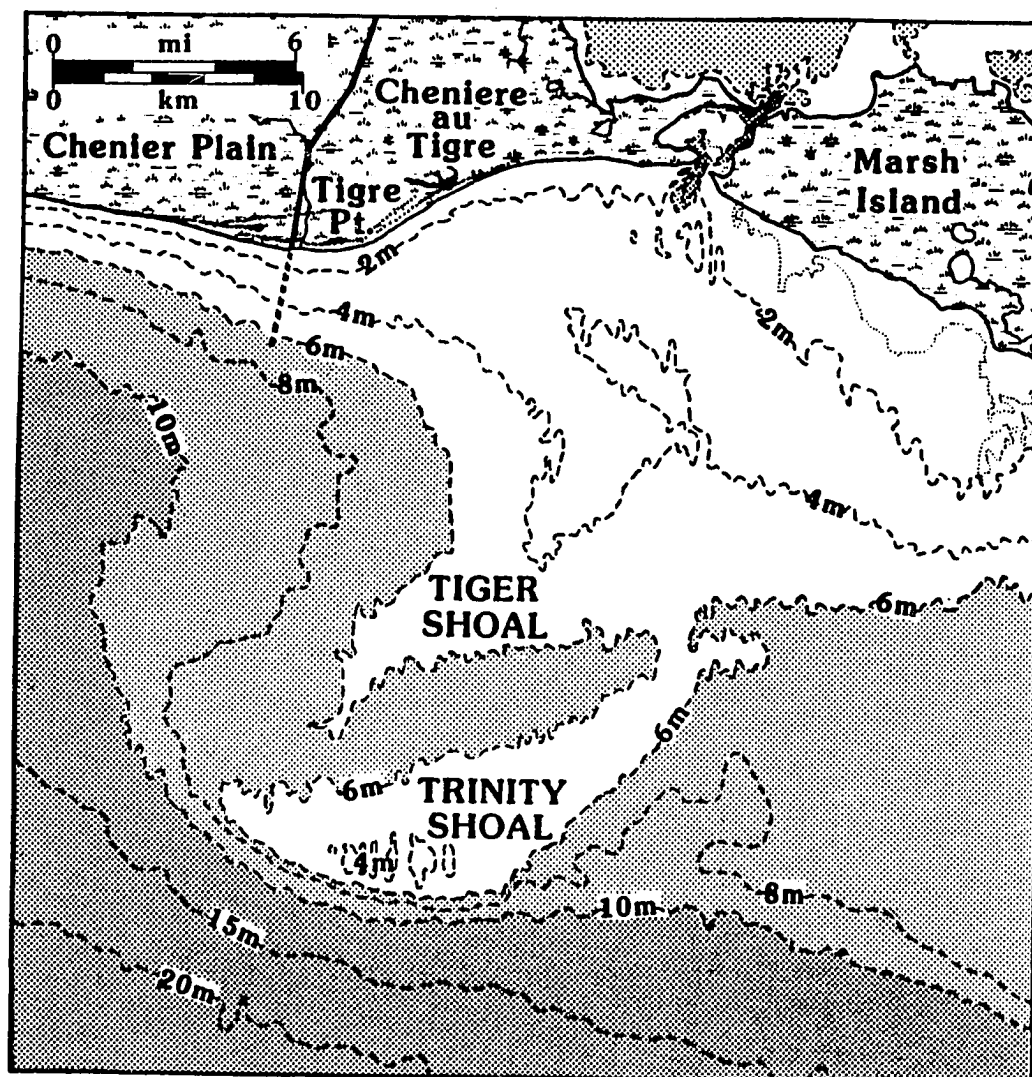 0 mi 6
0 km 10
Cheniere
au
Tigre
Chenier Plain
Marsh
Island
Tigre
Pt
2m
4m
2m
6m
8m
10m
4m
TIGER
SHOAL
6m
6m
6m
TRINITY
SHOAL
4m
8m
10m
15m
20m